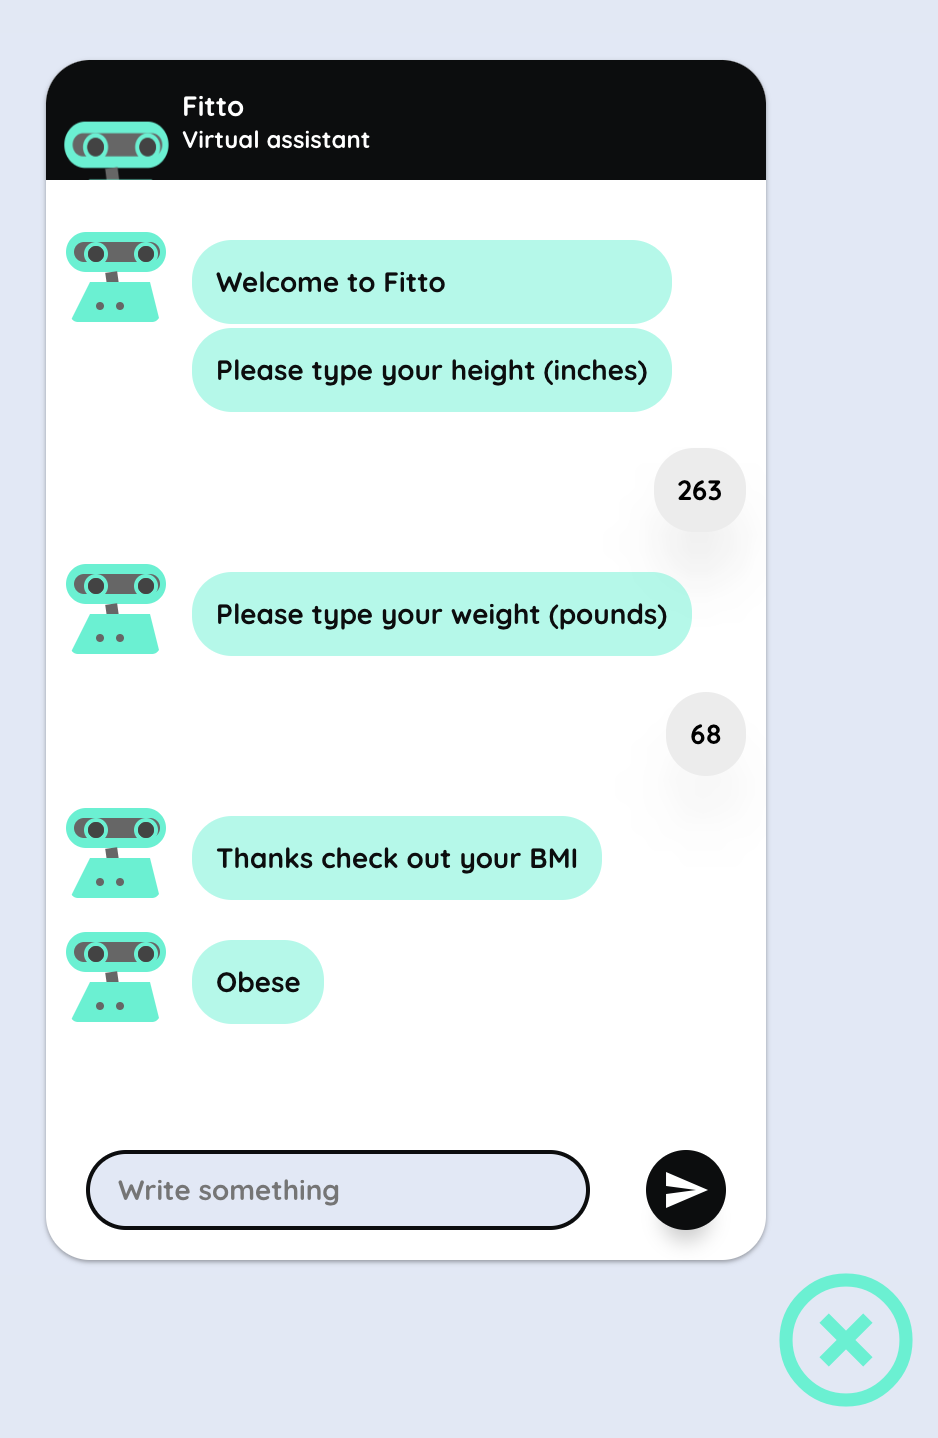 Fitto
Virtual assistant
Welcome to Fitto
Please type your height (inches)
263
Please type your weight (pounds)
68
Thanks check out your BMI
Obese
Write something